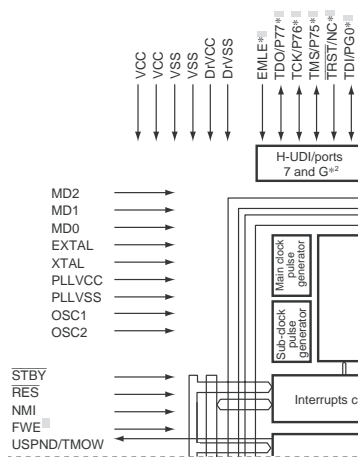 VCC
VCC
VSS
VSS
DrVCC
DrVSS
EMLE*
TDO/P77*
TCK/P76*
TMS/P75*
TRST/NC*
TDI/PG0*
H-UDI/ports
7 and G*2
MD2
MD1
MD0
EXTAL
XTAL
PLLVCC
PLLVSS
OSC1
OSC2
Main clock
pulse
generator
Sub-clock
pulse
generator
STBY
RES
NMI
FWE
USPND/TMOW
Interrupts c